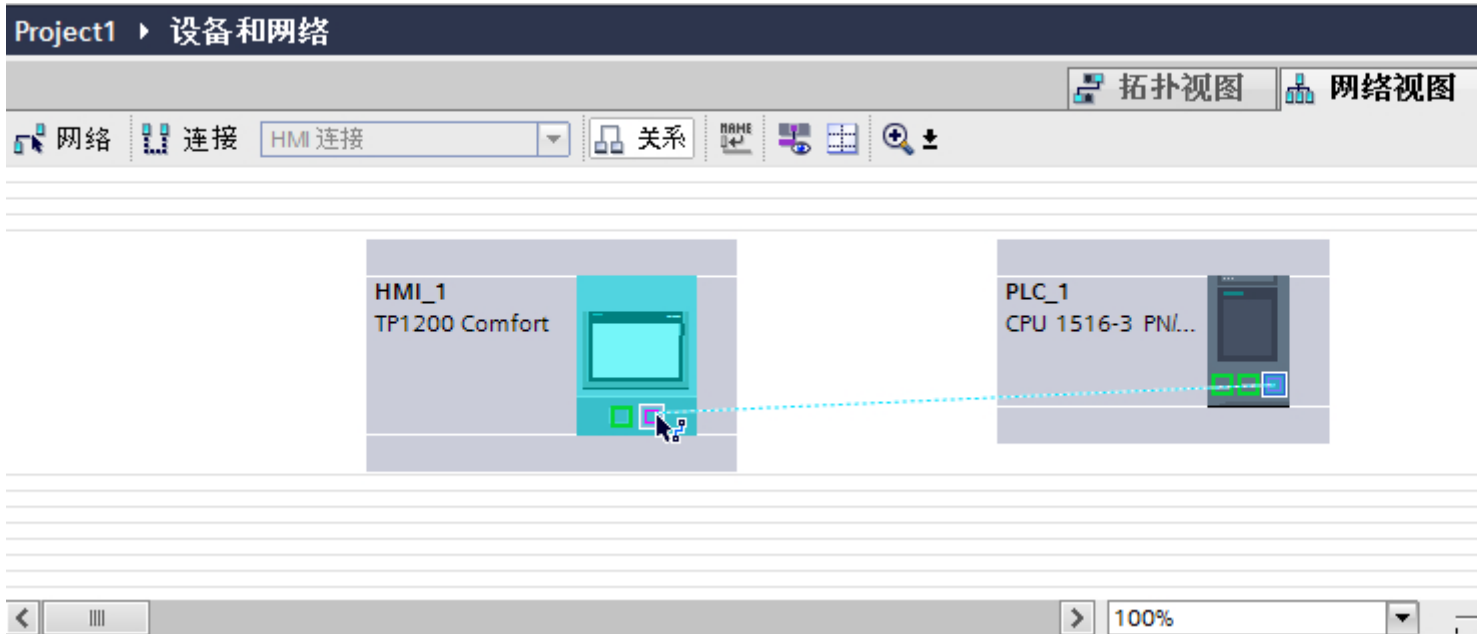 Project1 ▸ 设备和网络
拓扑视图 网络视图
网络 连接 HMI 连接 关系 NAME
HMI_1
TP1200 Comfort
PLC_1
CPU 1516-3 PN/...
100%